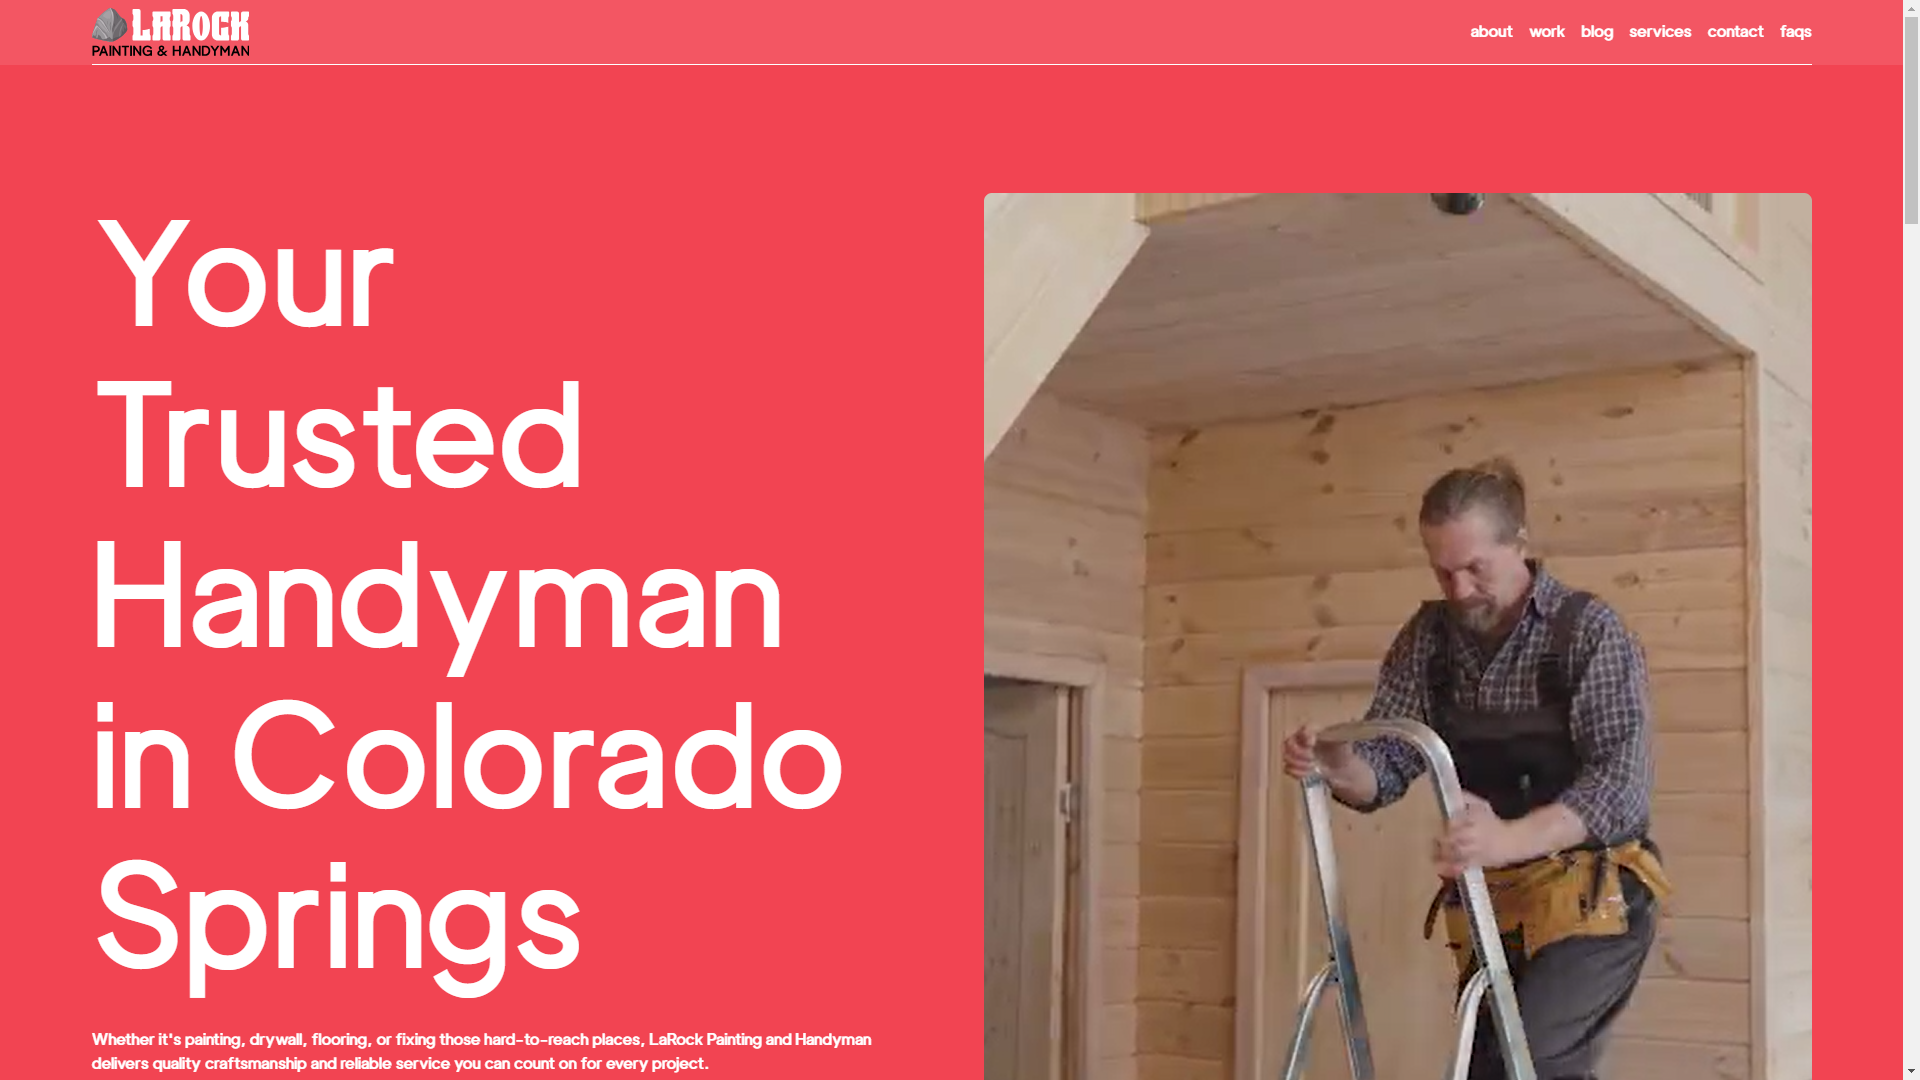 LaRock
PAINTING & HANDYMAN
about work blog services contact faqs
Your
Trusted
Handyman
in Colorado
Springs
Whether it's painting, drywall, flooring, or fixing those hard-to-reach places, LaRock Painting and Handyman
delivers quality craftsmanship and reliable service you can count on for every project.